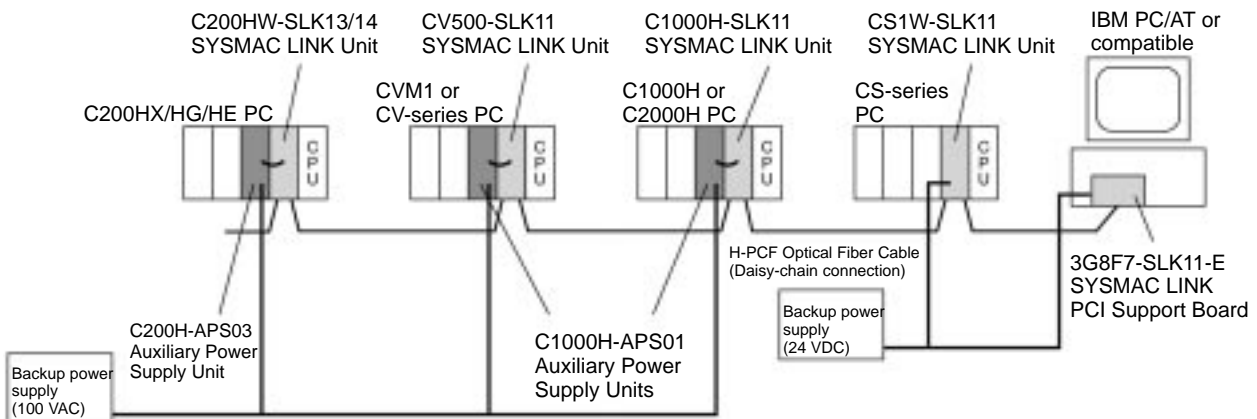 C200HW-SLK13/14
SYSMAC LINK Unit
CV500-SLK11
SYSMAC LINK Unit
C1000H-SLK11
SYSMAC LINK Unit
CS1W-SLK11
SYSMAC LINK Unit
IBM PC/AT or
compatible
C200HX/HG/HE PC
CVM1 or
CV-series PC
C1000H or
C2000H PC
CS-series
PC
CPU
CPU
CPU
CPU
H-PCF Optical Fiber Cable
(Daisy-chain connection)
3G8F7-SLK11-E
SYSMAC LINK
PCI Support Board
Backup power
supply
(24 VDC)
C200H-APS03
Auxiliary Power
Supply Unit
C1000H-APS01
Auxiliary Power
Supply Units
Backup power
supply
(100 VAC)